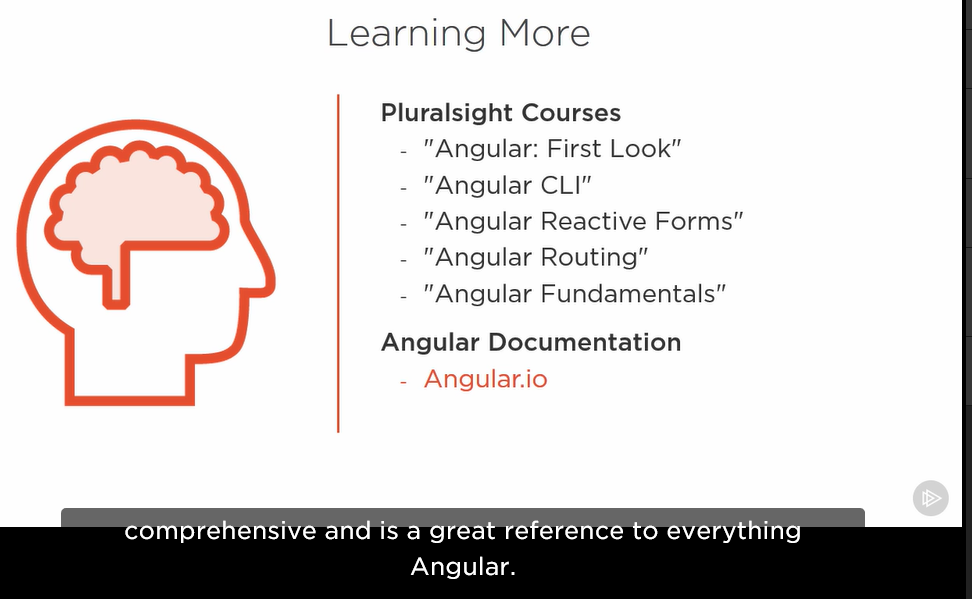 Learning More
Pluralsight Courses
- "Angular: First Look"
- "Angular CLI"
- "Angular Reactive Forms"
- "Angular Routing"
- "Angular Fundamentals"
Angular Documentation
- Angular.io
comprehensive and is a great reference to everything
Angular.